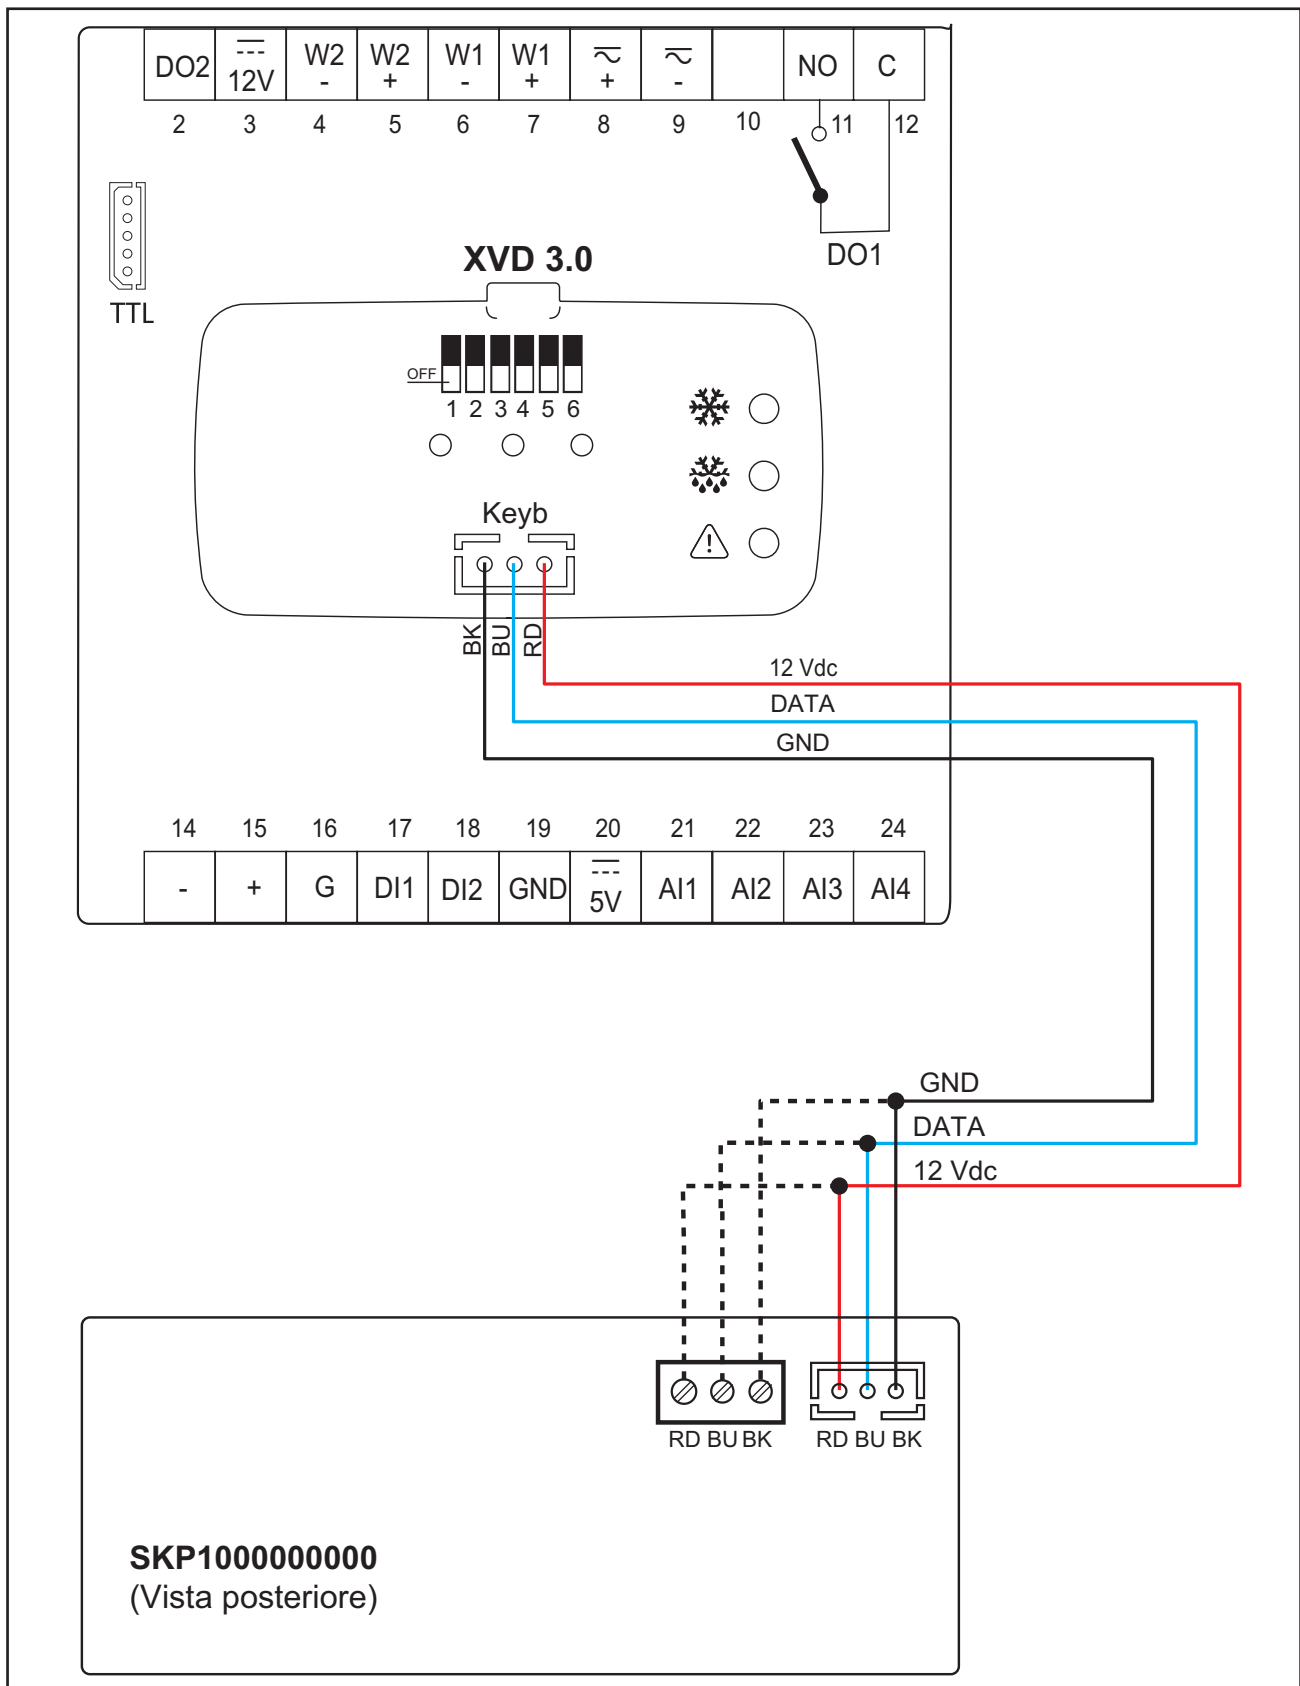 DO2 12V W2 - W2 + W1 - W1 + + - NO C
2 3 4 5 6 7 8 9 10 11 12
DO1
TTL
XVD 3.0
OFF
1 2 3 4 5 6
Keyb
BK BU RD
12 Vdc
DATA
GND
14 15 16 17 18 19 20 21 22 23 24
- + G DI1 DI2 GND 5V AI1 AI2 AI3 AI4
GND
DATA
12 Vdc
RD BU BK RD BU BK
SKP1000000000
(Vista posteriore)